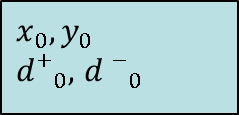 x₀, y₀
d⁺₀, d ⁻₀